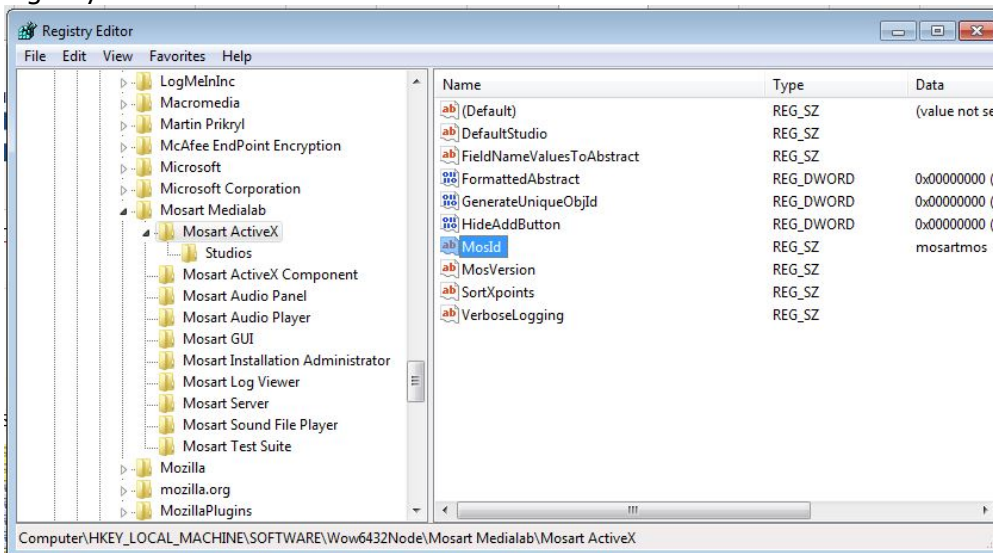 Registry Editor
File Edit View Favorites Help
LogMeInInc
Macromedia
Martin Prikryl
McAfee EndPoint Encryption
Microsoft
Microsoft Corporation
Mosart Medialab
Mosart ActiveX
Studios
Mosart ActiveX Component
Mosart Audio Panel
Mosart Audio Player
Mosart GUI
Mosart Installation Administrator
Mosart Log Viewer
Mosart Server
Mosart Sound File Player
Mosart Test Suite
Mozilla
mozilla.org
MozillaPlugins
Name Type Data
(Default) REG_SZ (value not se
DefaultStudio REG_SZ
FieldNameValuesToAbstract REG_SZ
FormattedAbstract REG_DWORD 0x00000000 (
GenerateUniqueObjId REG_DWORD 0x00000000 (
HideAddButton REG_DWORD 0x00000000 (
MosId REG_SZ mosartmos
MosVersion REG_SZ
SortXpoints REG_SZ
VerboseLogging REG_SZ
Computer\HKEY_LOCAL_MACHINE\SOFTWARE\Wow6432Node\Mosart Medialab\Mosart ActiveX